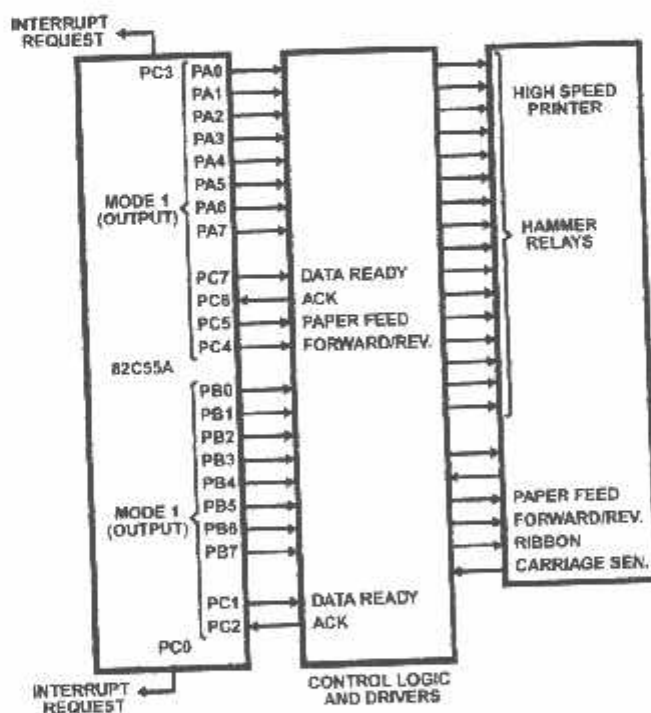 INTERRUPT
REQUEST
PC3
PA0
PA1
PA2
PA3
PA4
PA5
PA6
PA7
MODE 1
(OUTPUT)
PC7
PC6
PC5
PC4
82C55A
PB0
PB1
PB2
PB3
PB4
PB5
PB6
PB7
MODE 1
(OUTPUT)
PC1
PC2
PC0
INTERRUPT
REQUEST
DATA READY
ACK
PAPER FEED
FORWARD/REV.
DATA READY
ACK
CONTROL LOGIC
AND DRIVERS
HIGH SPEED
PRINTER
HAMMER
RELAYS
PAPER FEED
FORWARD/REV.
RIBBON
CARRIAGE SEN.